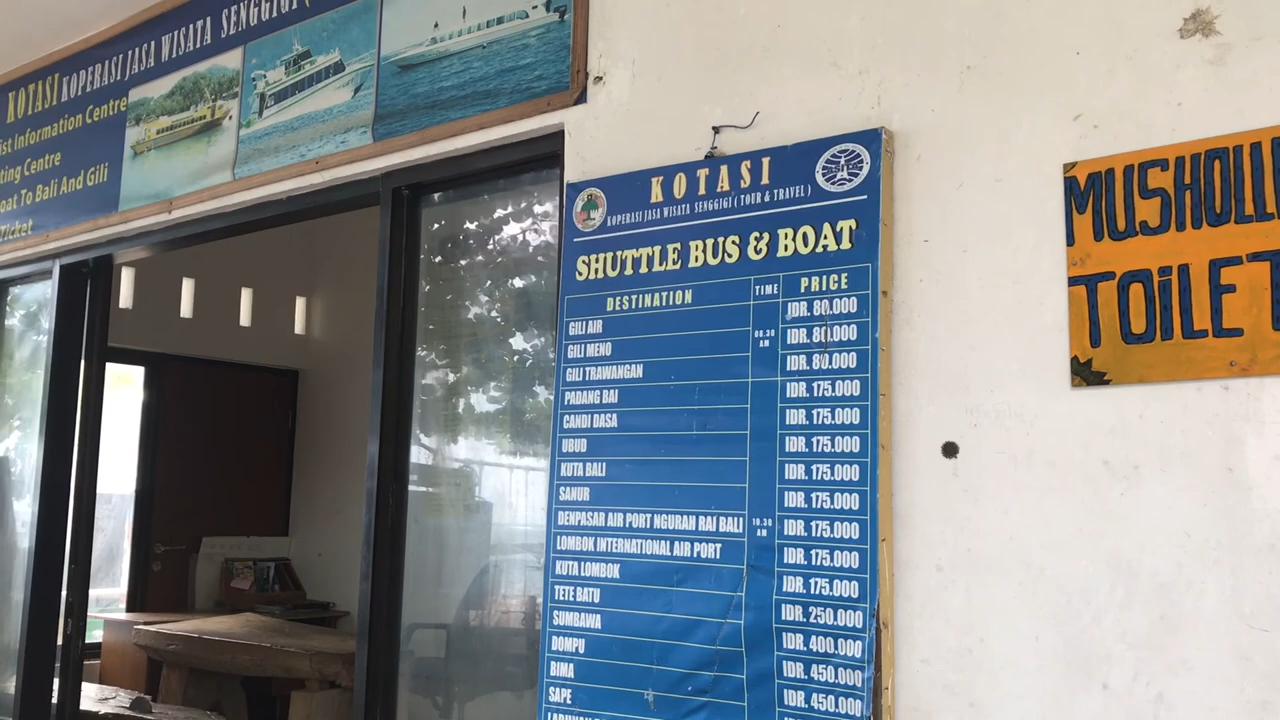 KOTASI KOPERASI JASA WISATA SENGGIGI
ist Information Centre
ting Centre
oat To Bali And Gili
Ticket
KOTASI
KOPERASI JASA WISATA SENGGIGI ( TOUR & TRAVEL )
SHUTTLE BUS & BOAT
DESTINATION TIME PRICE
GILI AIR 08.30 AM IDR. 80.000
GILI MENO IDR. 80.000
GILI TRAWANGAN IDR. 80.000
PADANG BAI IDR. 175.000
CANDI DASA IDR. 175.000
UBUD IDR. 175.000
KUTA BALI IDR. 175.000
SANUR IDR. 175.000
DENPASAR AIR PORT NGURAH RAI BALI 10.30 AM IDR. 175.000
LOMBOK INTERNATIONAL AIR PORT IDR. 175.000
KUTA LOMBOK IDR. 175.000
TETE BATU IDR. 250.000
SUMBAWA IDR. 400.000
DOMPU IDR. 450.000
BIMA IDR. 450.000
SAPE
MUSHOLL
TOILET